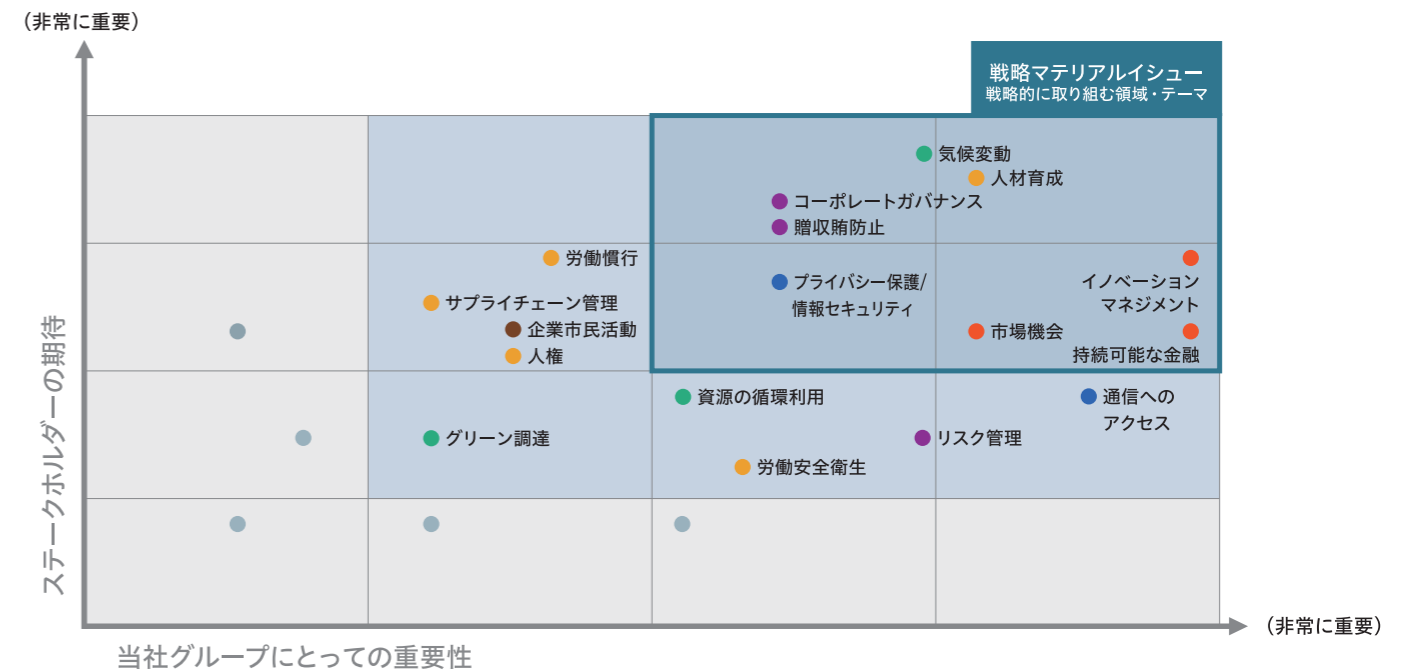 （非常に重要）
戦略マテリアルイシュー
戦略的に取り組む領域・テーマ
気候変動
人材育成
コーポレートガバナンス
贈収賄防止
労働慣行
サプライチェーン管理
企業市民活動
人権
プライバシー保護/
情報セキュリティ
イノベーション
マネジメント
市場機会
持続可能な金融
資源の循環利用
通信への
アクセス
グリーン調達
リスク管理
労働安全衛生
ステークホルダーの期待
（非常に重要）
当社グループにとっての重要性